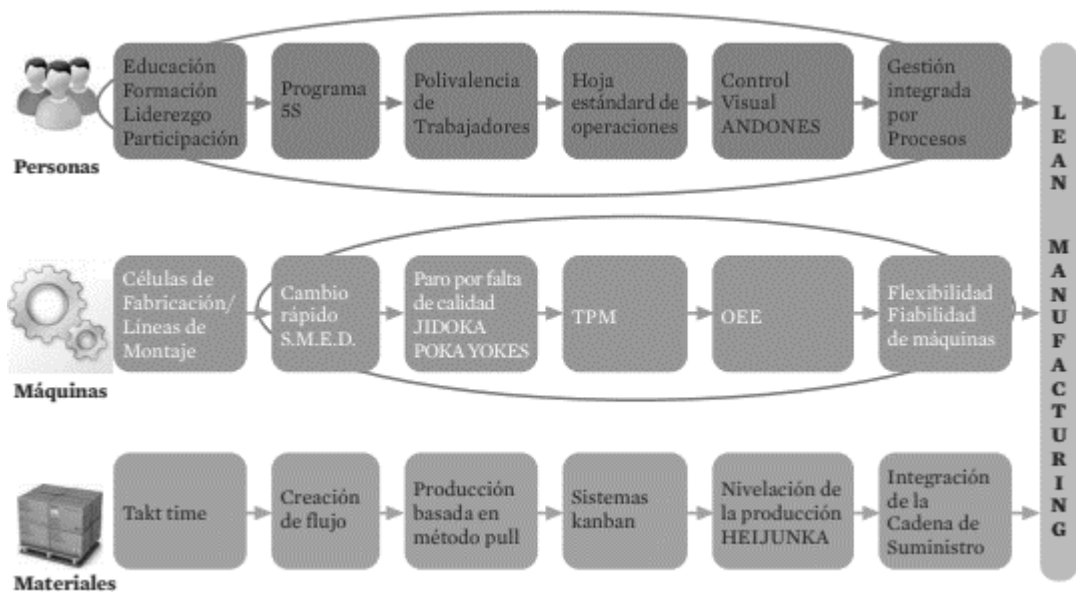 Educación
Formación
Liderezgo
Participación
Programa
5S
Polivalencia
de
Trabajadores
Hoja
estándard de
operaciones
Control
Visual
ANDONES
Gestión
integrada
por
Procesos
Personas
Células de
Fabricación/
Líneas de
Montaje
Cambio
rápido
S.M.E.D.
Paro por falta
de calidad
JIDOKA
POKA YOKES
TPM
OEE
Flexibilidad
Fiabilidad
de máquinas
Máquinas
Takt time
Creación
de flujo
Producción
basada en
método pull
Sistemas
kanban
Nivelación de
la producción
HEIJUNKA
Integración
de la
Cadena de
Suministro
Materiales
LEAN MANUFACTURING